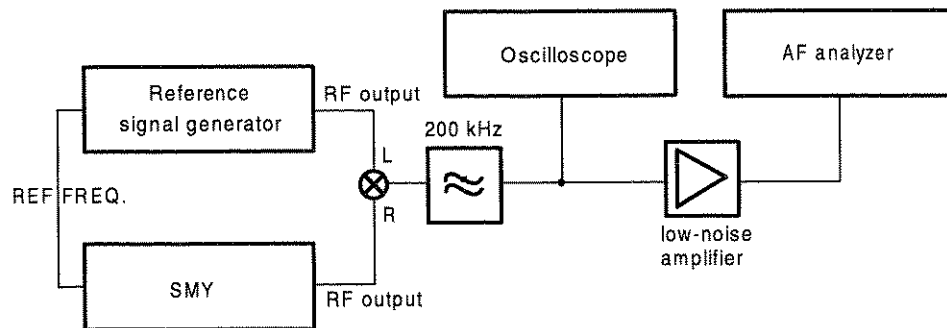 Oscilloscope
AF analyzer
Reference
signal generator
RF output
200 kHz
L
REF FREQ.
R
low-noise
amplifier
SMY
RF output